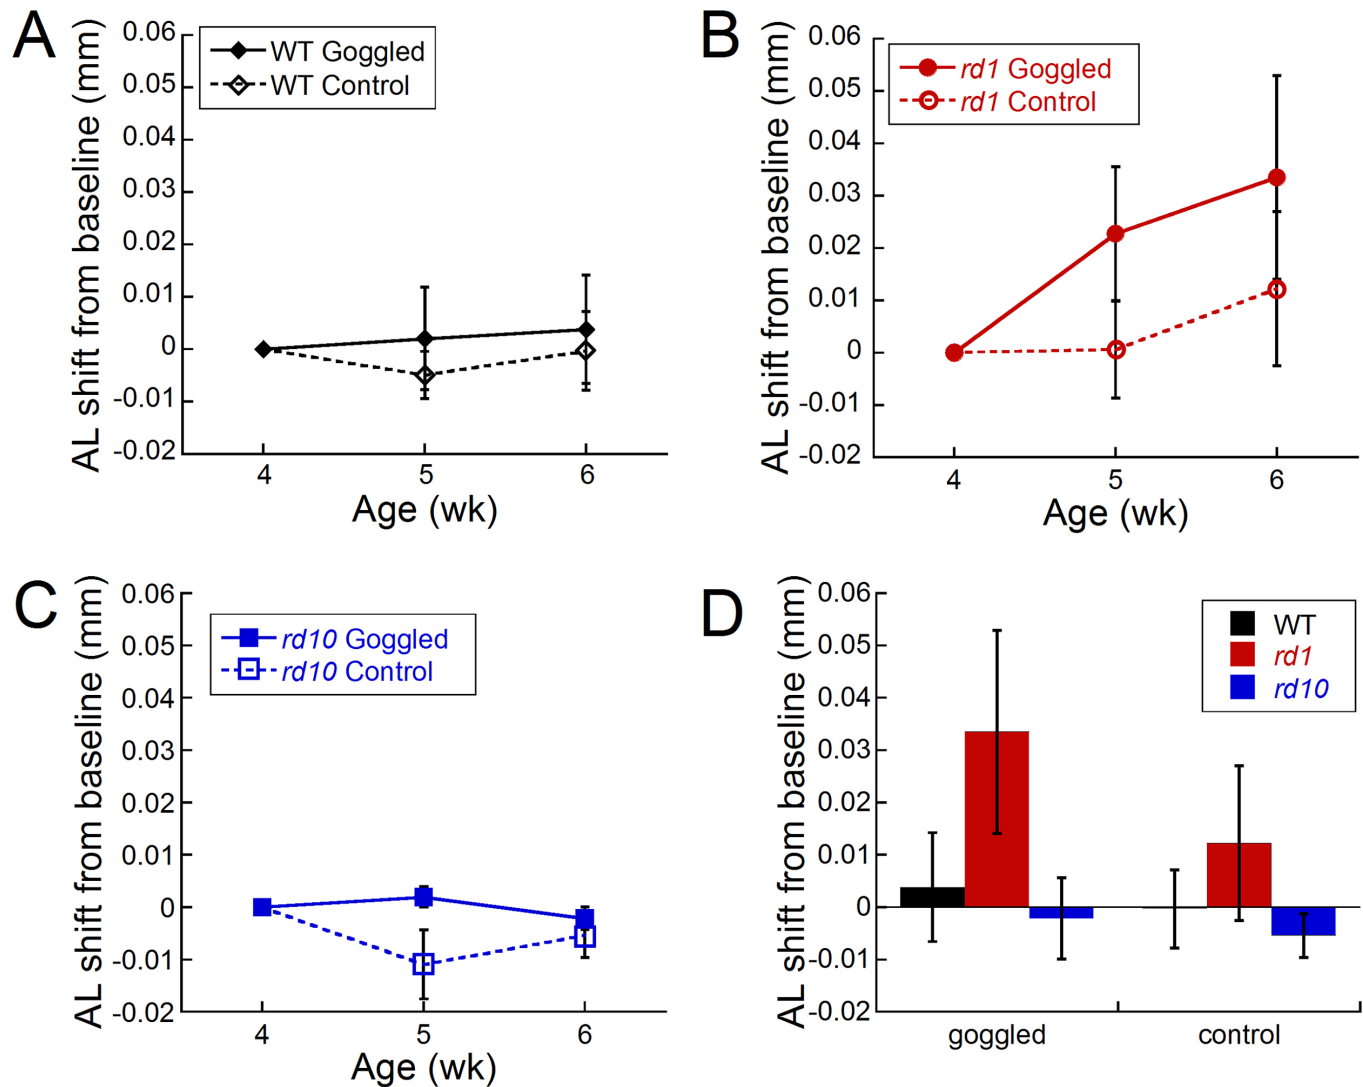 A
AL shift from baseline (mm)
0.06
0.05
0.04
0.03
0.02
0.01
0
-0.01
-0.02
WT Goggled
WT Control
4 5 6
Age (wk)
B
AL shift from baseline (mm)
0.06
0.05
0.04
0.03
0.02
0.01
0
-0.01
-0.02
rd1 Goggled
rd1 Control
4 5 6
Age (wk)
C
AL shift from baseline (mm)
0.06
0.05
0.04
0.03
0.02
0.01
0
-0.01
-0.02
rd10 Goggled
rd10 Control
4 5 6
Age (wk)
D
AL shift from baseline (mm)
0.06
0.05
0.04
0.03
0.02
0.01
0
-0.01
-0.02
WT
rd1
rd10
goggled control